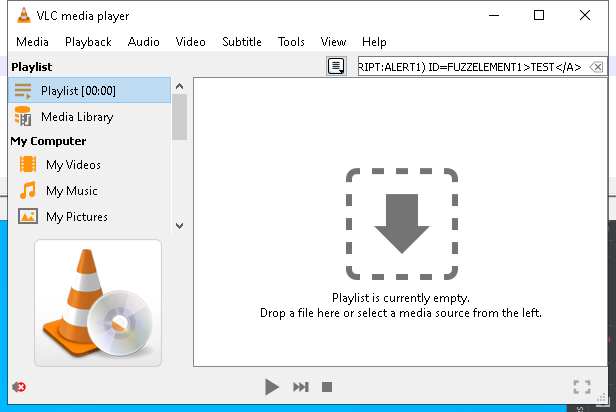 VLC media player
Media Playback Audio Video Subtitle Tools View Help
Playlist
RIPT:ALERT1) ID=FUZZELEMENT1>TEST</A>
Playlist [00:00]
Media Library
My Computer
My Videos
My Music
My Pictures
Playlist is currently empty.
Drop a file here or select a media source from the left.